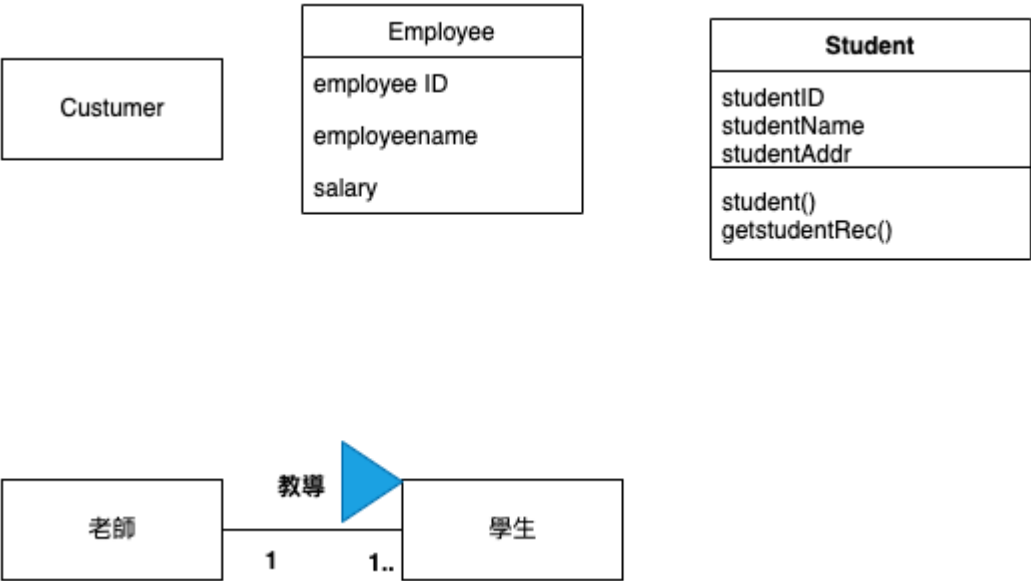 Custumer
Employee
employee ID
employeename
salary
Student
studentID
studentName
studentAddr
student()
getstudentRec()
教導
老師
學生
1
1..